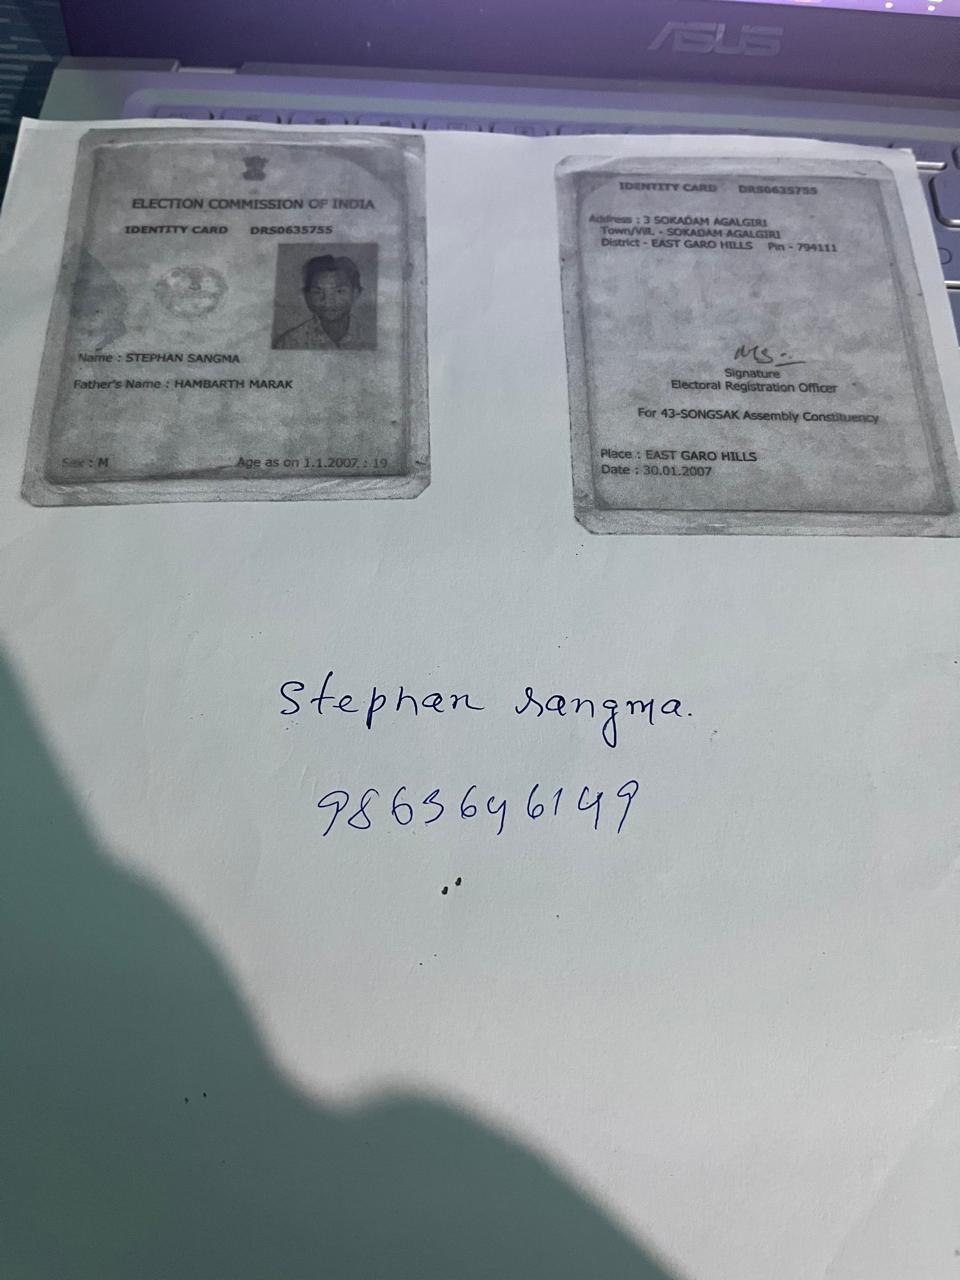 ASUS
ELECTION COMMISSION OF INDIA
IDENTITY CARD DRS0635755
Name : STEPHAN SANGMA
Father's Name : HAMBARTH MARAK
Sex : M Age as on 1.1.2007 : 19
IDENTITY CARD DRS0635755
Address : 3 SOKADAM AGALGIRI
Town/Vill. - SOKADAM AGALGIRI
District - EAST GARO HILLS Pin - 794111
Signature
Electoral Registration Officer
For 43-SONGSAK Assembly Constituency
Place : EAST GARO HILLS
Date : 30.01.2007
Stephan sangma.
9863646149